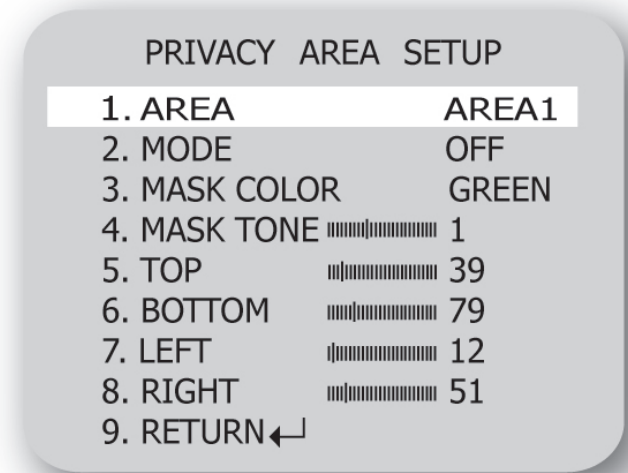 PRIVACY AREA SETUP
1. AREA AREA1
2. MODE OFF
3. MASK COLOR GREEN
4. MASK TONE 1
5. TOP 39
6. BOTTOM 79
7. LEFT 12
8. RIGHT 51
9. RETURN↵